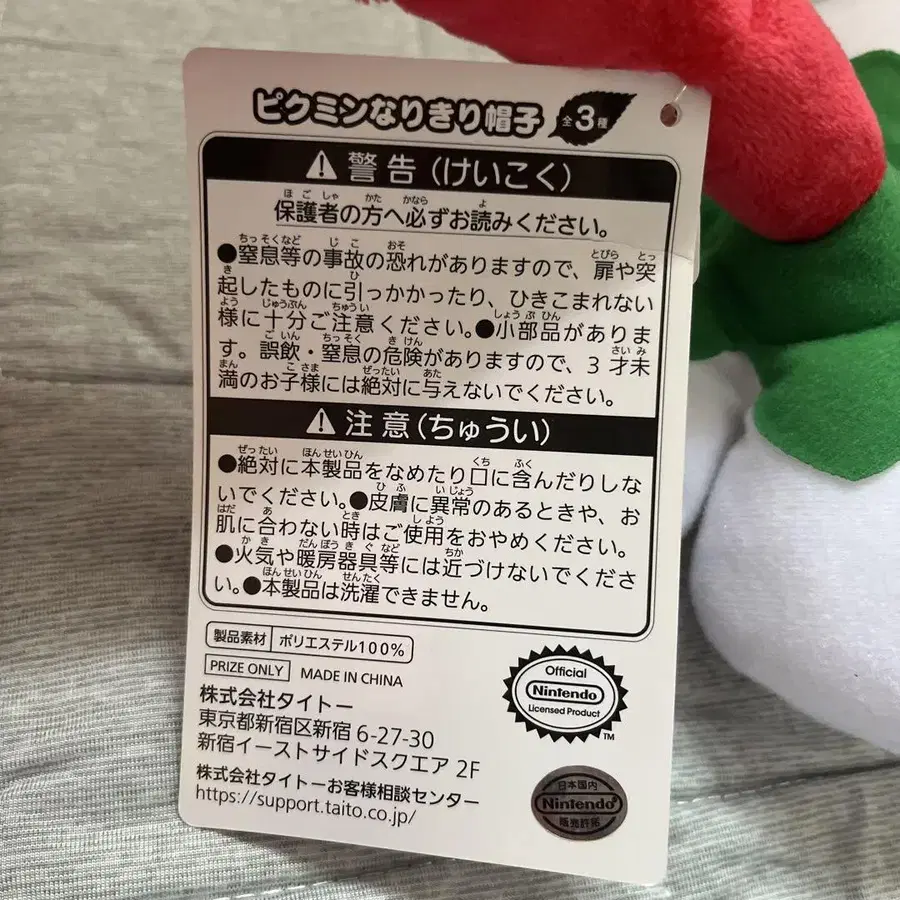 ピクミンなりきり帽子 全3種
警告(けいこく)
保護者の方へ必ずお読みください。
●窒息等の事故の恐れがありますので、扉や突
起したものに引っかかったり、ひきこまれない
様に十分ご注意ください。●小部品がありま
す。誤飲・窒息の危険がありますので、3才未
満のお子様には絶対に与えないでください。
注意(ちゅうい)
●絶対に本製品をなめたり口に含んだりしな
いでください。●皮膚に異常のあるときや、お
肌に合わない時はご使用をおやめください。
●火気や暖房器具等には近づけないでくださ
い。●本製品は洗濯できません。
製品素材 ポリエステル100%
PRIZE ONLY MADE IN CHINA
株式会社タイトー
東京都新宿区新宿6-27-30
新宿イーストサイドスクエア 2F
株式会社タイトーお客様相談センター
https://support.taito.co.jp/
Official
Nintendo
Licensed Product
TM
日本国内
Nintendo
販売許諾